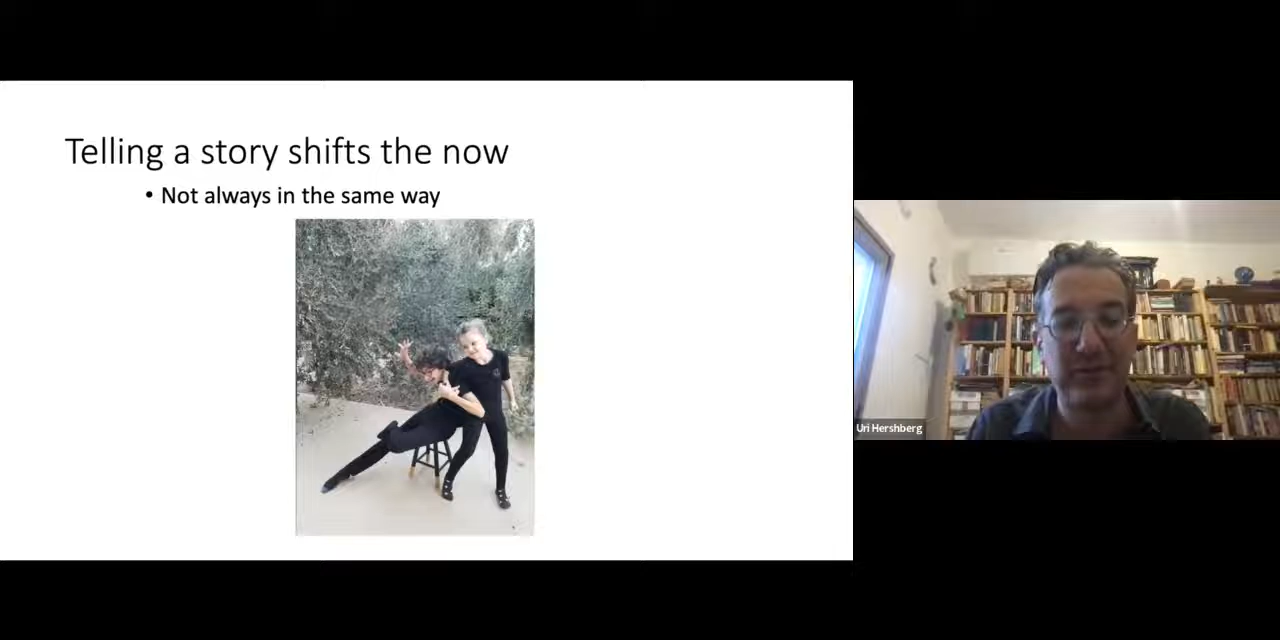 Telling a story shifts the now
• Not always in the same way
Uri Hershberg